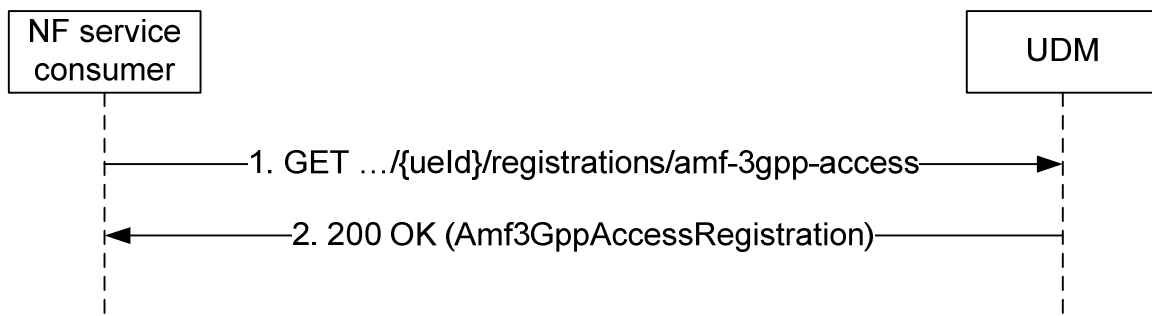 NF service
consumer
UDM
1. GET …/{ueId}/registrations/amf-3gpp-access
2. 200 OK (Amf3GppAccessRegistration)